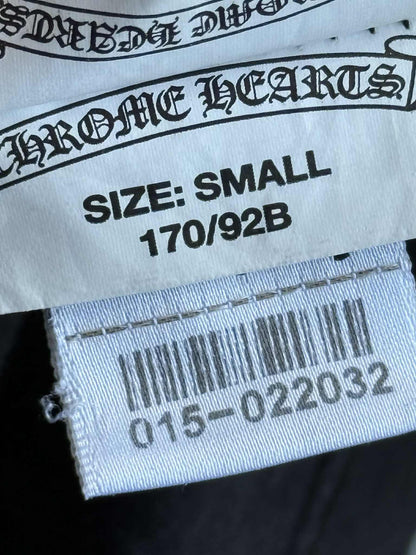 CHROME HEARTS
SIZE: SMALL
170/92B
015-022032